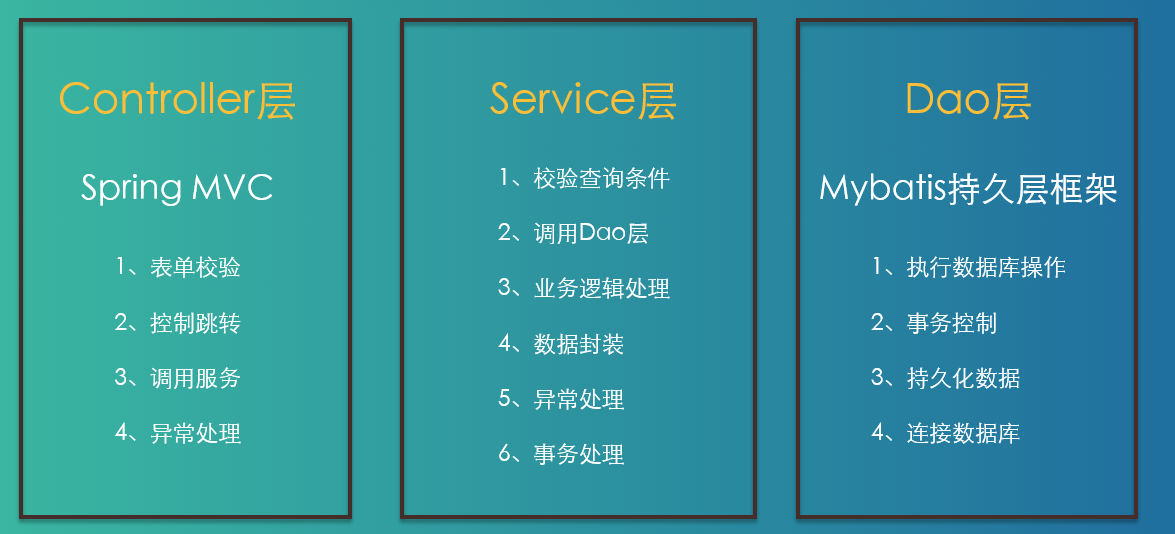 Controller层
Spring MVC
1、表单校验
2、控制跳转
3、调用服务
4、异常处理
Service层
1、校验查询条件
2、调用Dao层
3、业务逻辑处理
4、数据封装
5、异常处理
6、事务处理
Dao层
Mybatis持久层框架
1、执行数据库操作
2、事务控制
3、持久化数据
4、连接数据库